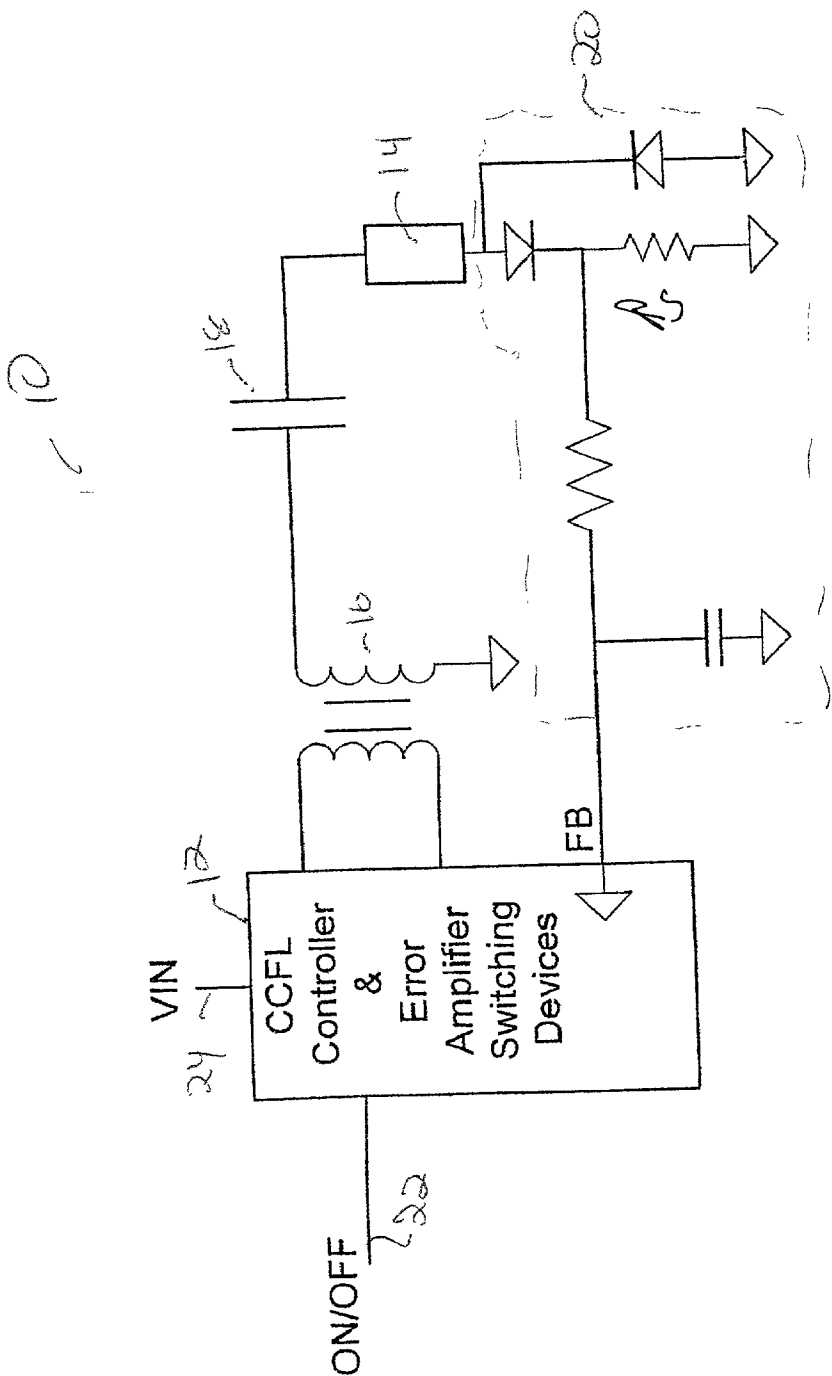 10
ON/OFF
22
VIN
24
12
CCFL
Controller
&
Error
Amplifier
Switching
Devices
FB
16
18
14
20
RS